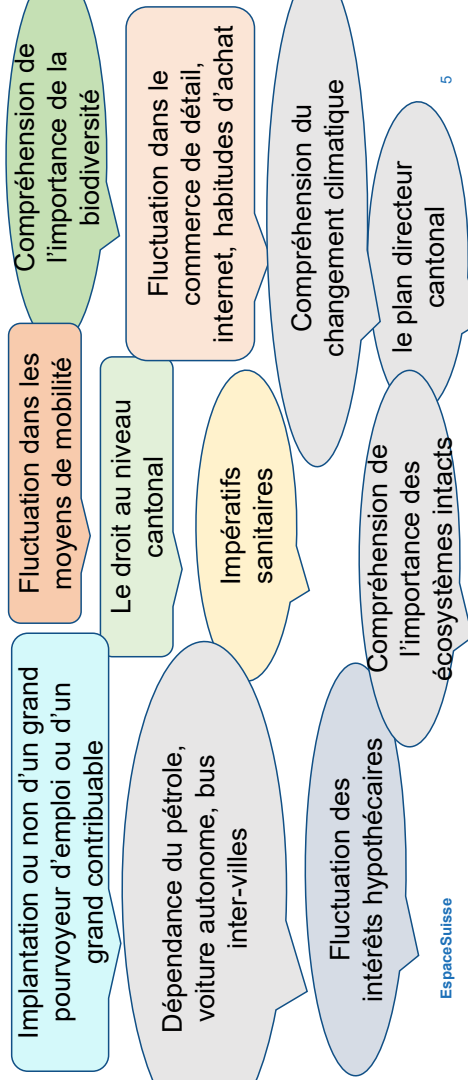 Implantation ou non d'un grand
pourvoyeur d'emploi ou d'un
grand contribuable
Fluctuation dans les
moyens de mobilité
Compréhension de
l'importance de la
biodiversité
Le droit au niveau
cantonal
Fluctuation dans le
commerce de détail,
internet, habitudes d'achat
Dépendance du pétrole,
voiture autonome, bus
inter-villes
Impératifs
sanitaires
Compréhension du
changement climatique
Fluctuation des
intérêts hypothécaires
Compréhension de
l'importance des
écosystèmes intacts
le plan directeur
cantonal
EspaceSuisse
5